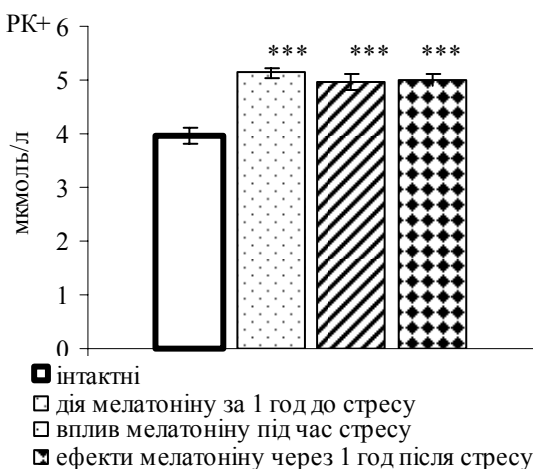 РК+ 6
*** *** ***
5
4
3
2
1
0
мкмоль/л
інтактні
дія мелатоніну за 1 год до стресу
вплив мелатоніну під час стресу
ефекти мелатоніну через 1 год після стресу